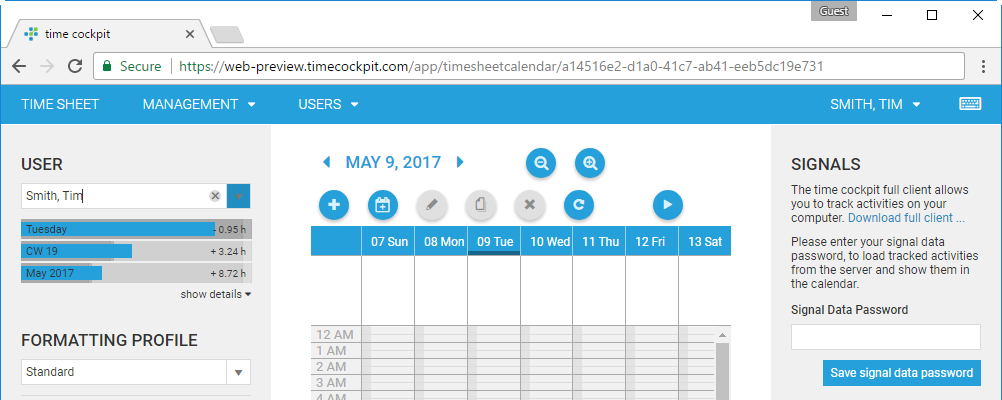 Guest
time cockpit
Secure https://web-preview.timecockpit.com/app/timesheetcalendar/a14516e2-d1a0-41c7-ab41-eeb5dc19e731
TIME SHEET MANAGEMENT USERS SMITH, TIM
USER
Smith, Tim
Tuesday - 0.95 h
CW 19 + 3.24 h
May 2017 + 8.72 h
show details
FORMATTING PROFILE
Standard
MAY 9, 2017
07 Sun 08 Mon 09 Tue 10 Wed 11 Thu 12 Fri 13 Sat
12 AM
1 AM
2 AM
3 AM
4 AM
SIGNALS
The time cockpit full client allows
you to track activities on your
computer. Download full client ...
Please enter your signal data
password, to load tracked activities
from the server and show them in
the calendar.
Signal Data Password
Save signal data password